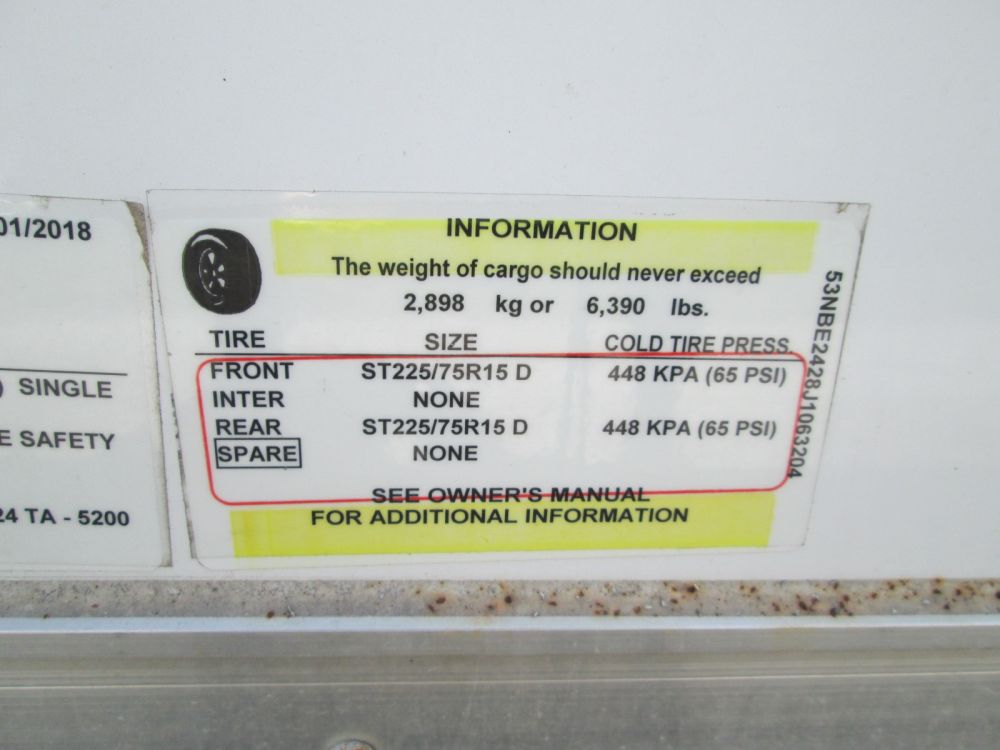 01/2018
) SINGLE
E SAFETY
24 TA - 5200
INFORMATION
The weight of cargo should never exceed
2,898 kg or 6,390 lbs.
TIRE SIZE COLD TIRE PRESS.
FRONT ST225/75R15 D 448 KPA (65 PSI)
INTER NONE
REAR ST225/75R15 D 448 KPA (65 PSI)
SPARE NONE
SEE OWNER'S MANUAL
FOR ADDITIONAL INFORMATION
53NBE2428J1063204